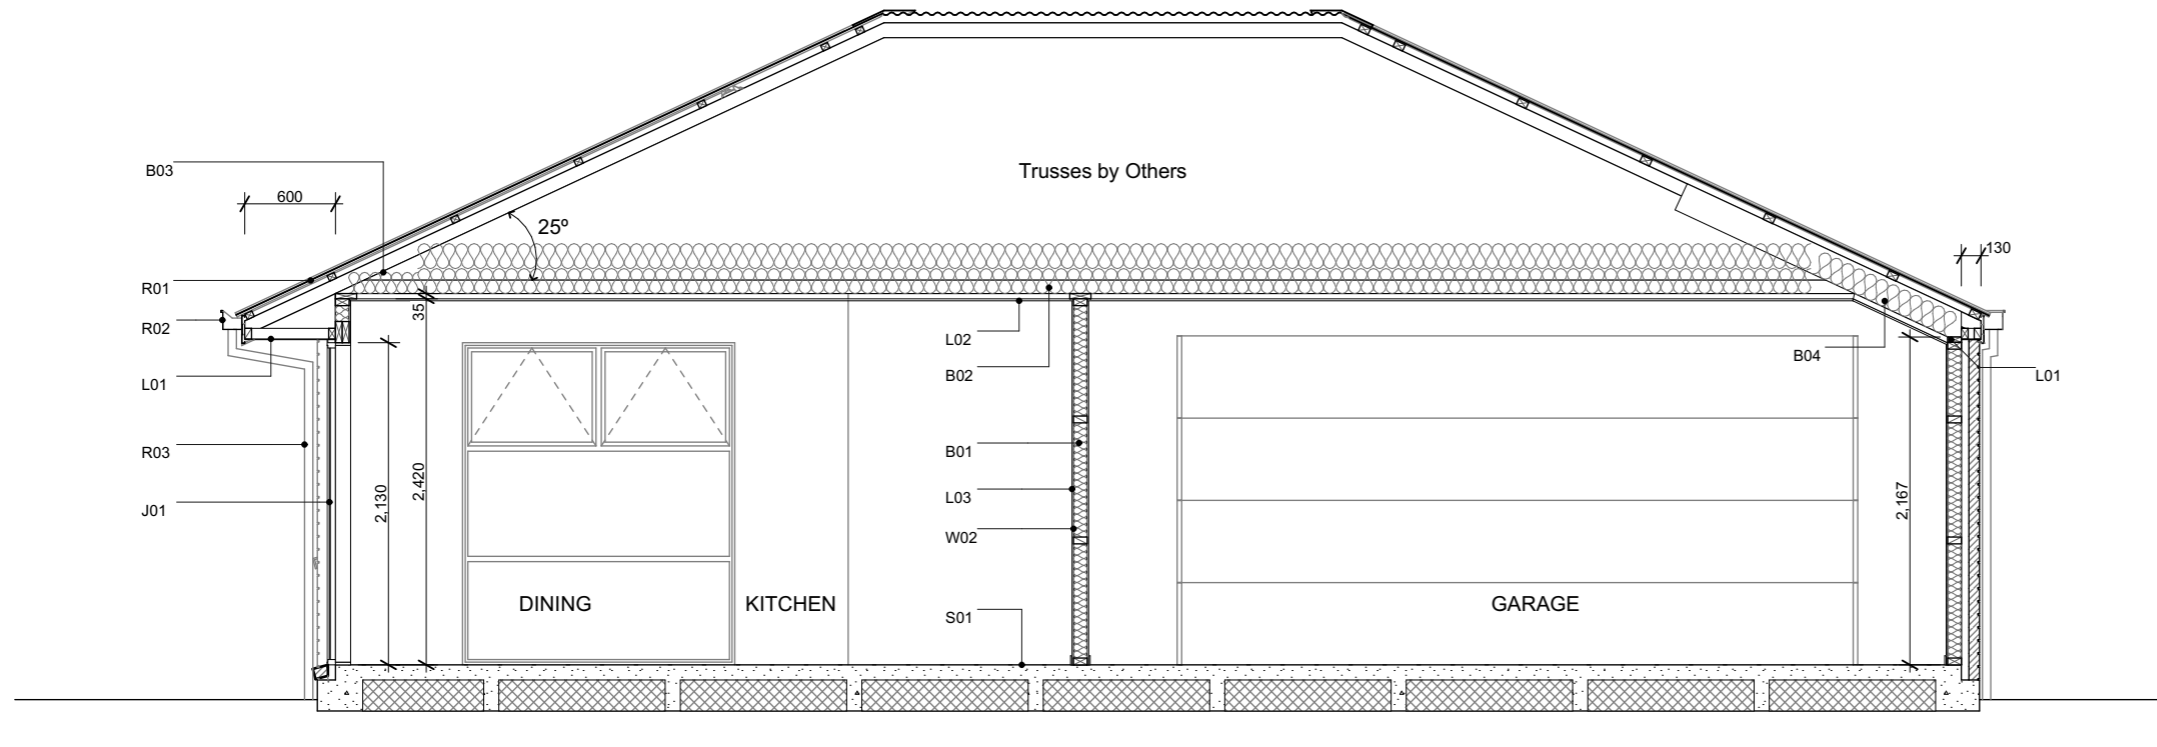 Trusses by Others
B03
600
25º
130
R01
R02
35
L02
B02
B04
L01
L01
R03
B01
2,130
2,420
L03
2,167
J01
W02
DINING
KITCHEN
GARAGE
S01